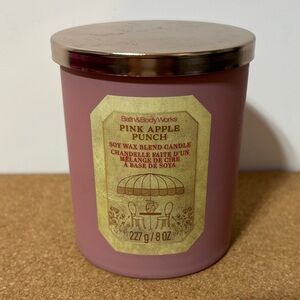 Bath&BodyWorks
PINK APPLE
PUNCH
SOY WAX BLEND CANDLE
CHANDELLE FAITE D'UN
MÉLANGE DE CIRE
À BASE DE SOYA
227 g / 8 OZ